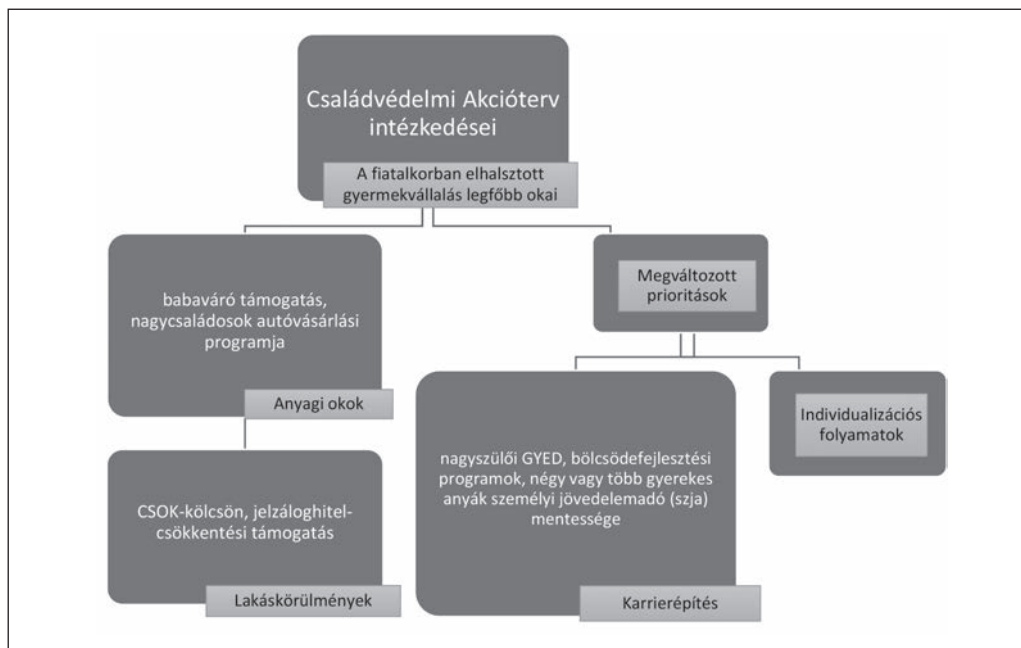 Családvédelmi Akcióterv
intézkedései
A fiatalkorban elhalsztott
gyermekvállalás legfőbb okai
babaváró támogatás,
nagycsaládosok autóvásárlási
programja
Anyagi okok
CSOK-kölcsön, jelzáloghitel-
csökkentési támogatás
Lakáskörülmények
Megváltozott
prioritások
nagyszülői GYED, bölcsödefejlesztési
programok, négy vagy több gyerekes
anyák személyi jövedelemadó (szja)
mentessége
Karrierépítés
Individualizációs
folyamatok